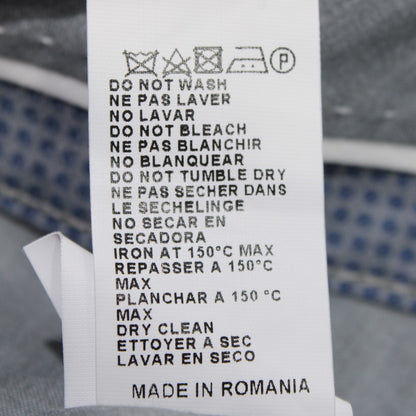 P
DO NOT WASH
NE PAS LAVER
NO LAVAR
DO NOT BLEACH
NE PAS BLANCHIR
NO BLANQUEAR
DO NOT TUMBLE DRY
NE PAS SECHER DANS
LE SECHELINGE
NO SECAR EN
SECADORA
IRON AT 150°C MAX
REPASSER A 150°C
MAX
PLANCHAR A 150 °C
MAX
DRY CLEAN
ETTOYER A SEC
LAVAR EN SECO
MADE IN ROMANIA